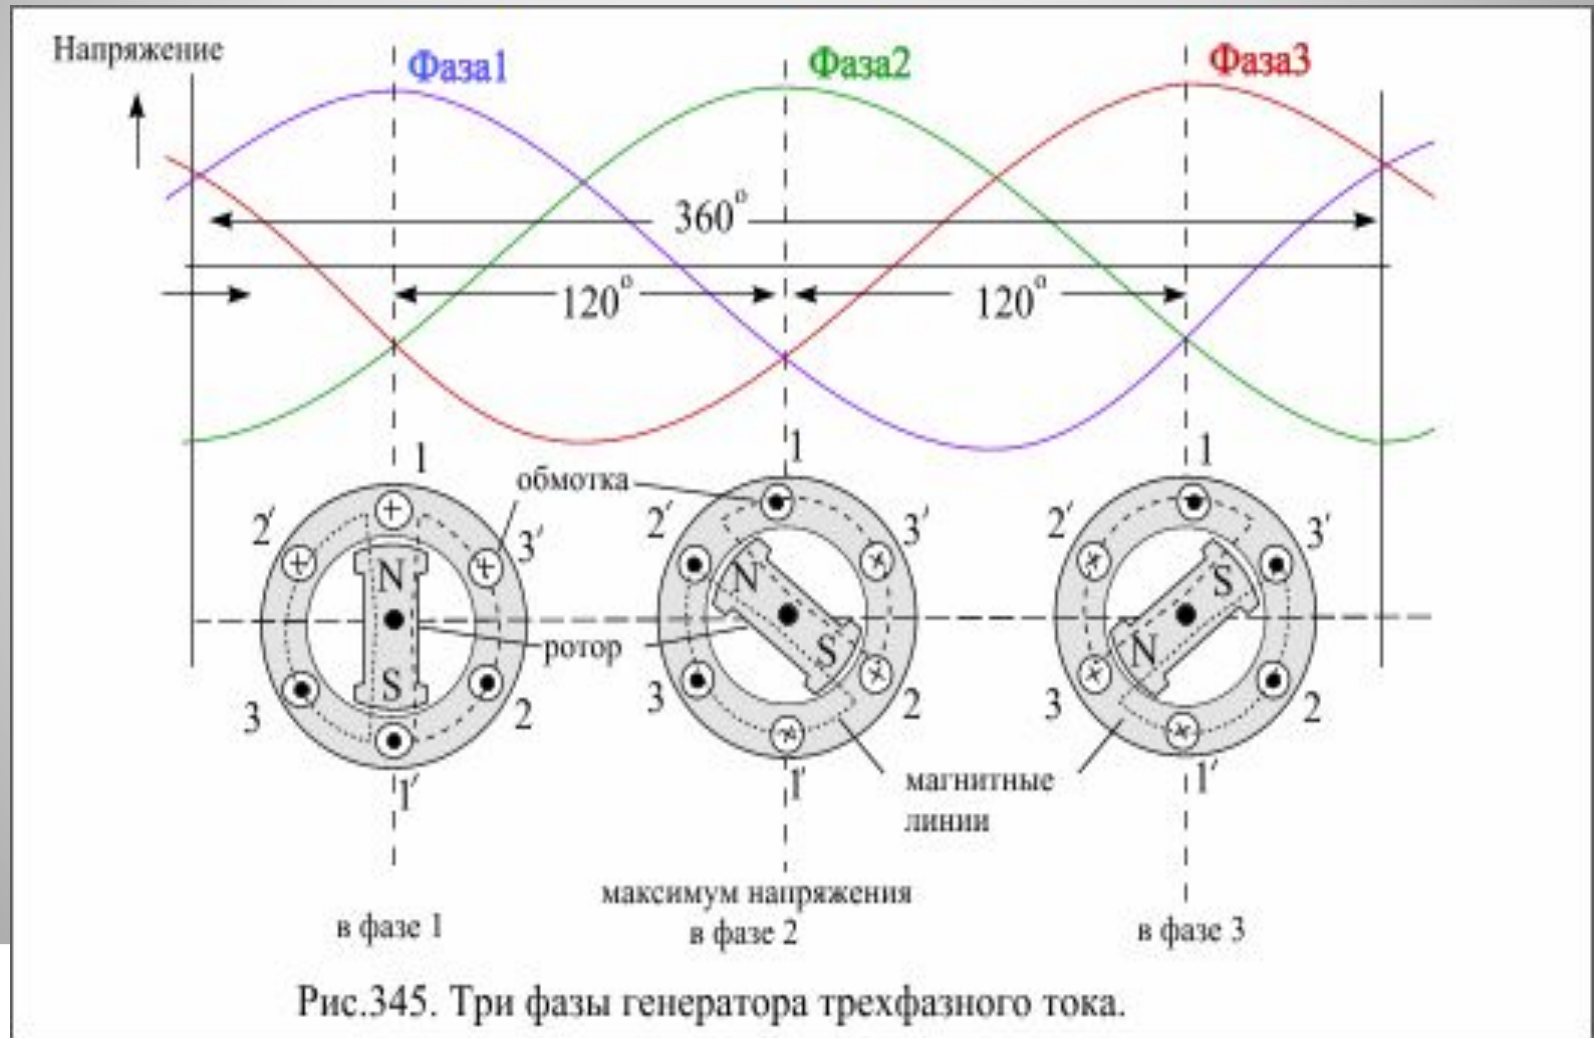 Напряжение
Фаза1
Фаза2
Фаза3
360°
120°
120°
1
1
1
обмотка
2′
3′
2′
3′
2′
3′
N
N
S
S
S
N
ротор
3
2
3
2
3
2
1′
1′
1′
магнитные
линии
максимум напряжения
в фазе 1
в фазе 2
в фазе 3
Рис.345. Три фазы генератора трехфазного тока.